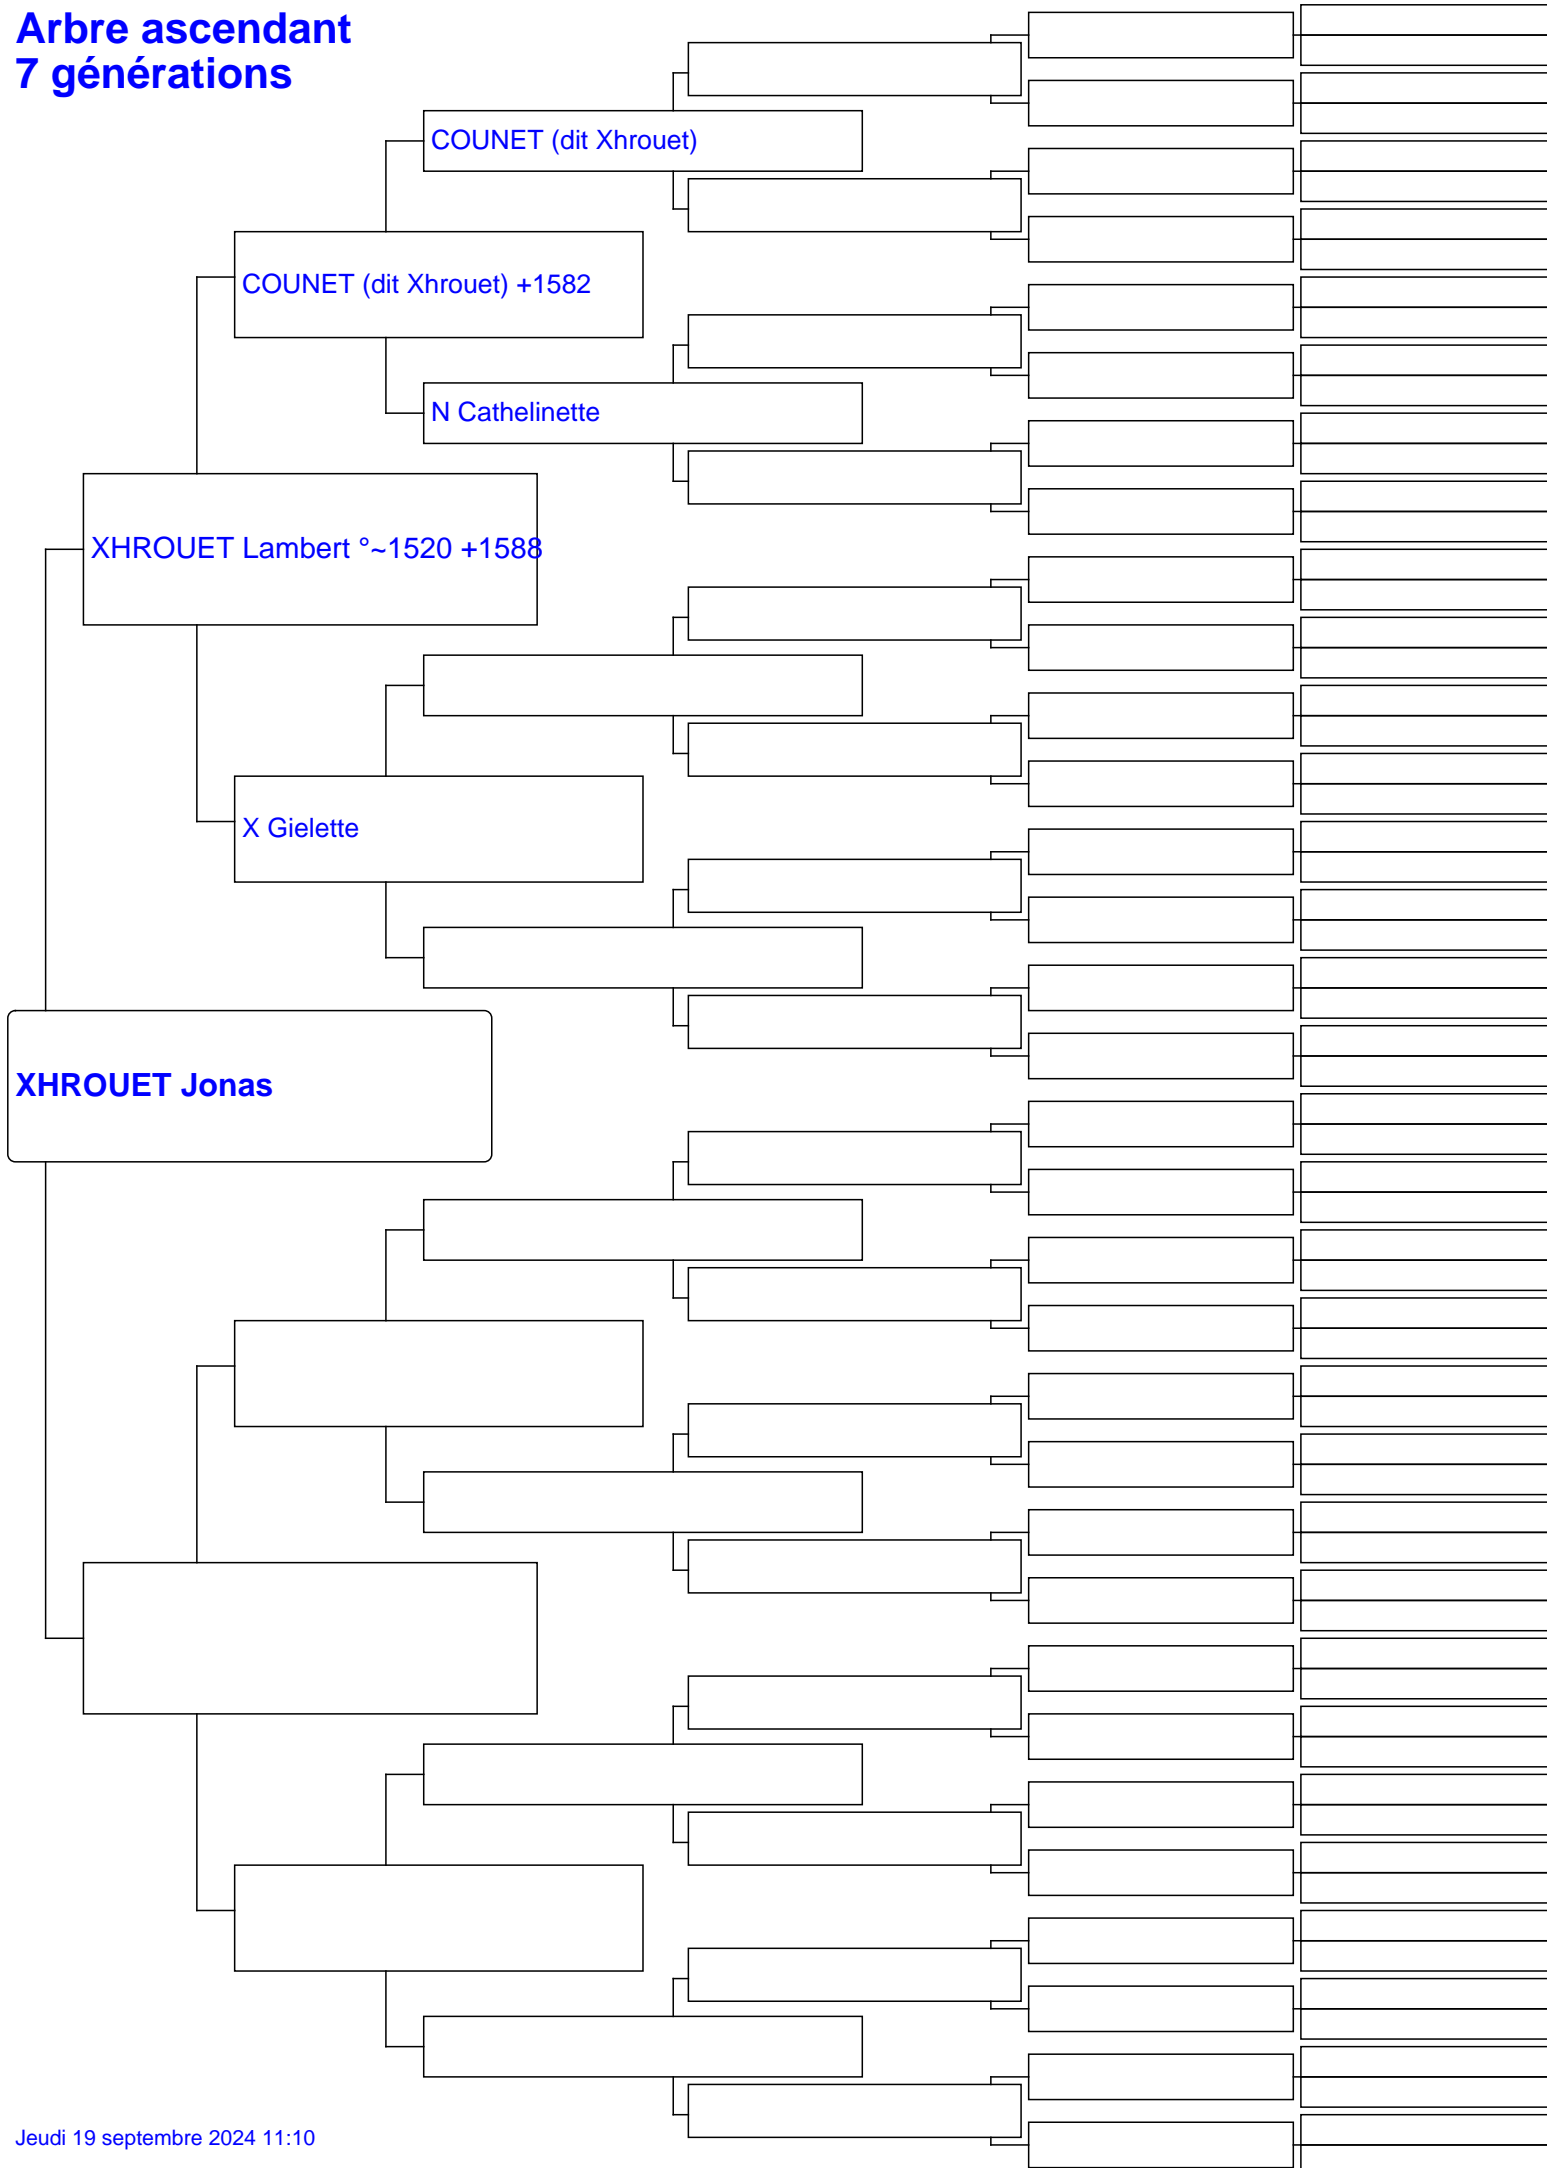 Arbre ascendant
7 générations
COUNET (dit Xhrouet)
COUNET (dit Xhrouet) +1582
N Cathelinette
XHROUET Lambert °~1520 +1588
X Gielette
XHROUET Jonas
Jeudi 19 septembre 2024 11:10